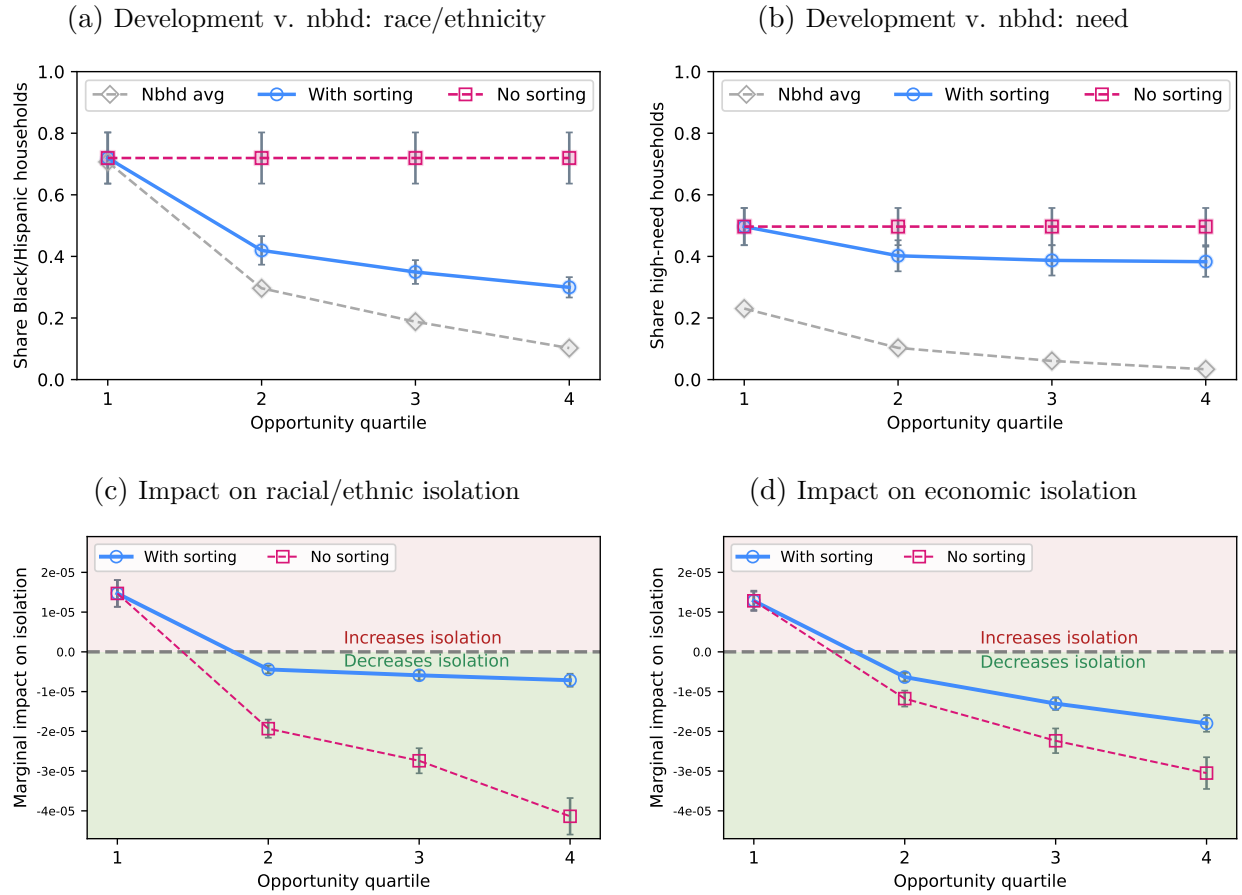 (a) Development v. nbhd: race/ethnicity
Nbhd avg With sorting No sorting
Share Black/Hispanic households
1.0
0.8
0.6
0.4
0.2
0.0
1 2 3 4
Opportunity quartile
(b) Development v. nbhd: need
Nbhd avg With sorting No sorting
Share high-need households
1.0
0.8
0.6
0.4
0.2
0.0
1 2 3 4
Opportunity quartile
(c) Impact on racial/ethnic isolation
With sorting No sorting
Marginal impact on isolation
2e-05
1e-05
0.0
-1e-05
-2e-05
-3e-05
-4e-05
Increases isolation
Decreases isolation
1 2 3 4
Opportunity quartile
(d) Impact on economic isolation
With sorting No sorting
Marginal impact on isolation
2e-05
1e-05
0.0
-1e-05
-2e-05
-3e-05
-4e-05
Increases isolation
Decreases isolation
1 2 3 4
Opportunity quartile